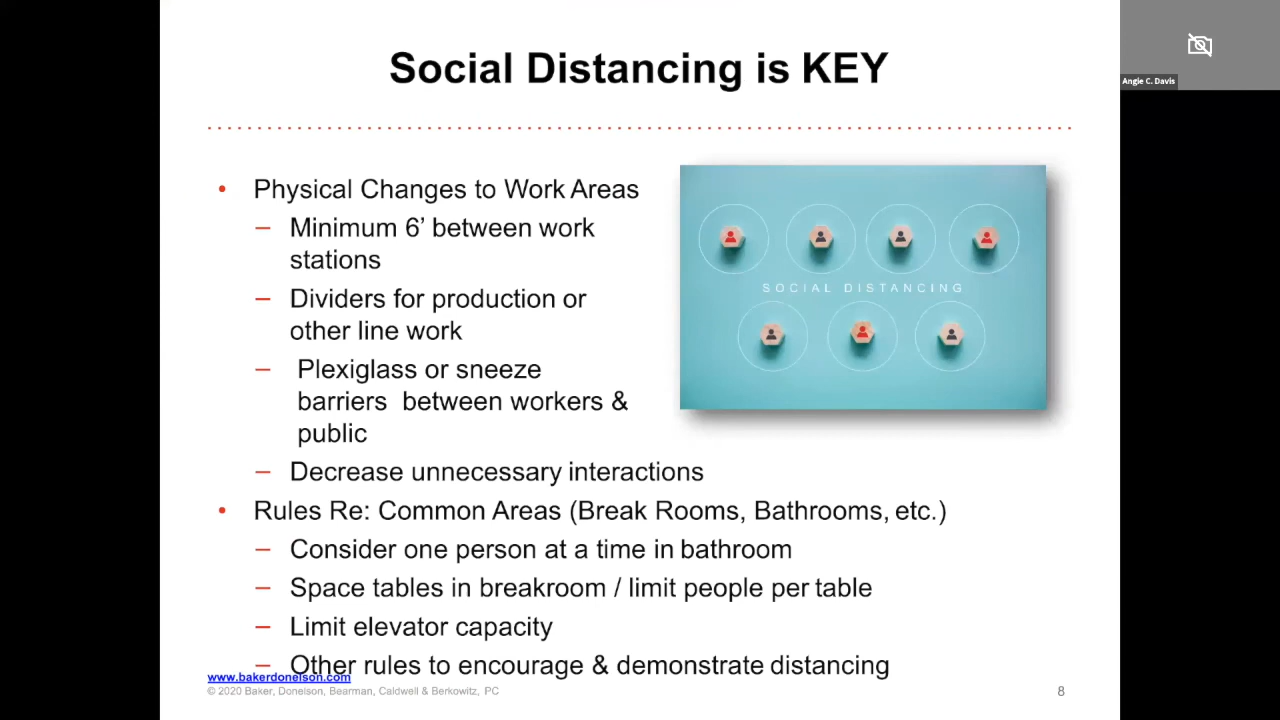 Social Distancing is KEY
Angie C. Davis
• Physical Changes to Work Areas
– Minimum 6’ between work
stations
– Dividers for production or
other line work
– Plexiglass or sneeze
barriers between workers &
public
– Decrease unnecessary interactions
SOCIAL DISTANCING
• Rules Re: Common Areas (Break Rooms, Bathrooms, etc.)
– Consider one person at a time in bathroom
– Space tables in breakroom / limit people per table
– Limit elevator capacity
– Other rules to encourage & demonstrate distancing
www.bakerdonelson.com
© 2020 Baker, Donelson, Bearman, Caldwell & Berkowitz, PC
8